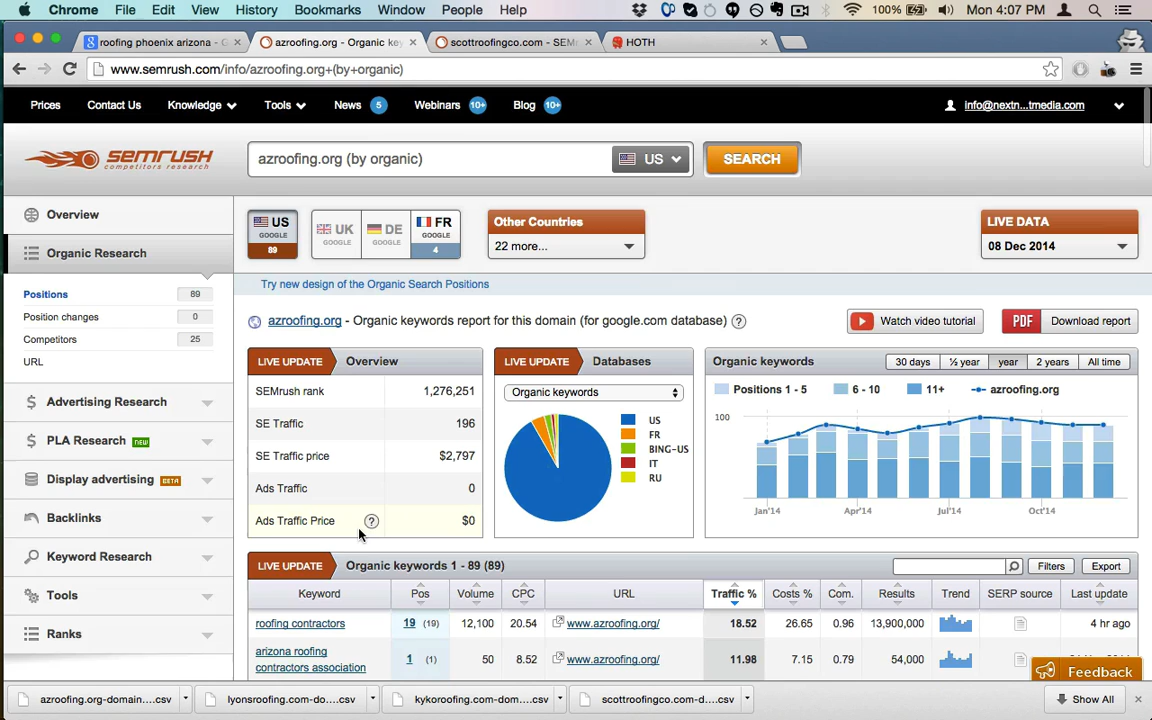 Chrome File Edit View History Bookmarks Window People Help 100% Mon 4:07 PM
roofing phoenix arizona - G azroofing.org - Organic key scottroofingco.com - SEM HOTH
www.semrush.com/info/azroofing.org+(by+organic)
Prices Contact Us Knowledge Tools News 5 Webinars 10+ Blog 10+ info@nextn...tmedia.com
semrush azroofing.org (by organic) US SEARCH
competitors research
Overview
Organic Research
Positions 89
Position changes 0
Competitors 25
URL
$ Advertising Research
$ PLA Research NEW
Display advertising BETA
Backlinks
Keyword Research
Tools
Ranks
US GOOGLE 89
UK GOOGLE
DE GOOGLE
FR GOOGLE 4
Other Countries
22 more...
LIVE DATA
08 Dec 2014
Try new design of the Organic Search Positions
azroofing.org - Organic keywords report for this domain (for google.com database) ?
Watch video tutorial PDF Download report
LIVE UPDATE Overview
SEMrush rank 1,276,251
SE Traffic 196
SE Traffic price $2,797
Ads Traffic 0
Ads Traffic Price ? $0
LIVE UPDATE Databases
Organic keywords
US
FR
BING-US
IT
RU
Organic keywords 30 days ½ year year 2 years All time
Positions 1 - 5 6 - 10 11+ azroofing.org
100
Jan'14 Apr'14 Jul'14 Oct'14
LIVE UPDATE Organic keywords 1 - 89 (89) Filters Export
Keyword Pos Volume CPC URL Traffic % Costs % Com. Results Trend SERP source Last update
roofing contractors 19 (19) 12,100 20.54 www.azroofing.org/ 18.52 26.65 0.96 13,900,000 4 hr ago
arizona roofing
contractors association 1 (1) 50 8.52 www.azroofing.org/ 11.98 7.15 0.79 54,000
Feedback
azroofing.org-domain....csv lyonsroofing.com-do....csv kykoroofing.com-dom....csv scottroofingco.com-d....csv Show All